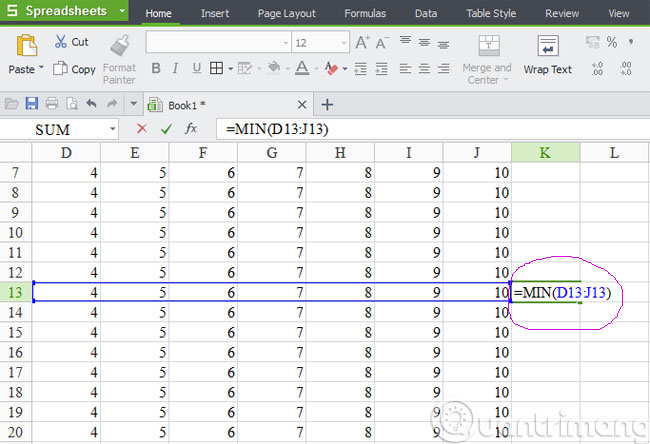 S Spreadsheets Home Insert Page Layout Formulas Data Table Style Review View
Cut 12 A+ A-
Paste Copy Format Painter B I U A Merge and Center Wrap Text
Book1 *
SUM fx =MIN(D13:J13)
D E F G H I J K L
7 4 5 6 7 8 9 10
8 4 5 6 7 8 9 10
9 4 5 6 7 8 9 10
10 4 5 6 7 8 9 10
11 4 5 6 7 8 9 10
12 4 5 6 7 8 9 10
13 4 5 6 7 8 9 10 =MIN(D13:J13)
14 4 5 6 7 8 9 10
15 4 5 6 7 8 9 10
16 4 5 6 7 8 9 10
17 4 5 6 7 8 9 10
18 4 5 6 7 8 9 10
19 4 5 6 7 8 9 10
20 4 5 6 7 8 9 10
Quantrimang